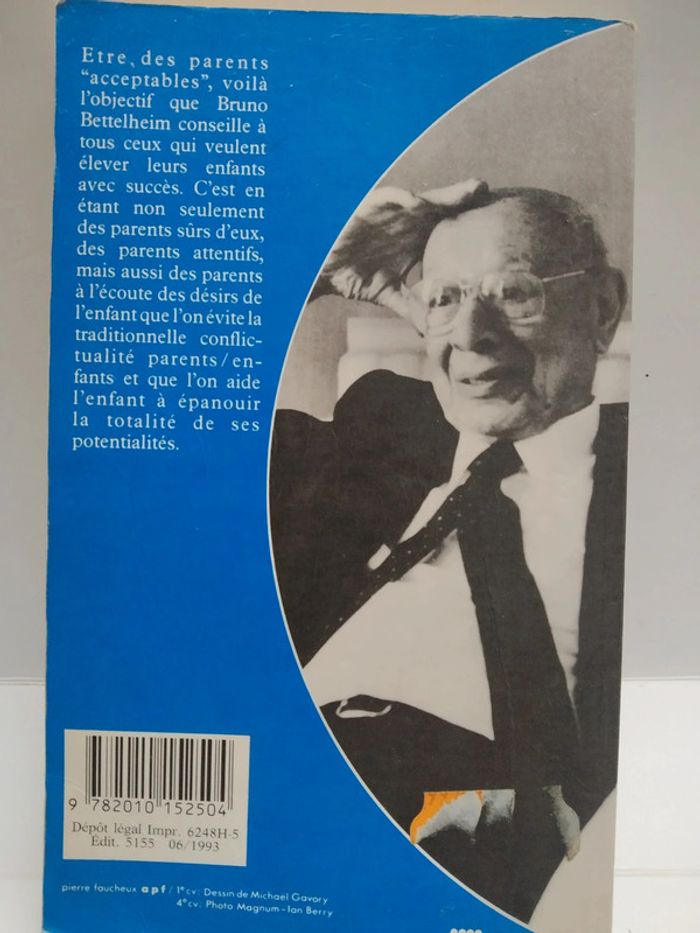 Etre, des parents
“acceptables”, voilà
l’objectif que Bruno
Bettelheim conseille à
tous ceux qui veulent
élever leurs enfants
avec succès. C’est en
étant non seulement
des parents sûrs d’eux,
des parents attentifs,
mais aussi des parents
à l’écoute des désirs de
l’enfant que l’on évite la
traditionnelle conflic-
tualité parents/en-
fants et que l’on aide
l’enfant à épanouir
la totalité de ses
potentialités.
9 782010 152504
Dépôt légal Impr. 6248H-5
Édit. 5155 06/1993
pierre faucheux apf / 1e cv: Dessin de Michaël Gavory
4e cv: Photo Magnum-Ian Berry